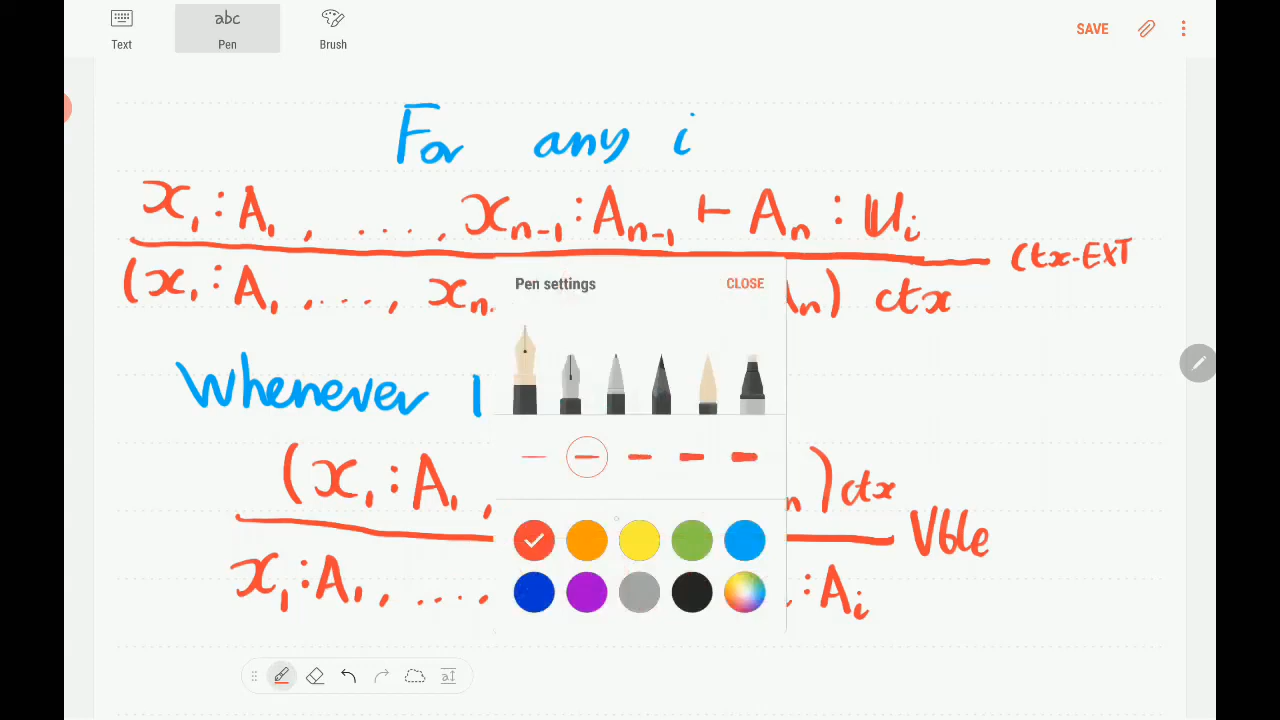 Text
abc
Pen
Brush
SAVE
For any i
x₁ : A₁ , ...., xₙ₋₁ : Aₙ₋₁ ⊢ Aₙ : 𝒰ᵢ
ctx-EXT
(x₁ : A₁ , ..., xₙ Aₙ) ctx
Pen settings
CLOSE
Whenever 1
(x₁ : A₁ , ₙ) ctx
Vble
x₁ : A₁ , .... : Aᵢ
a